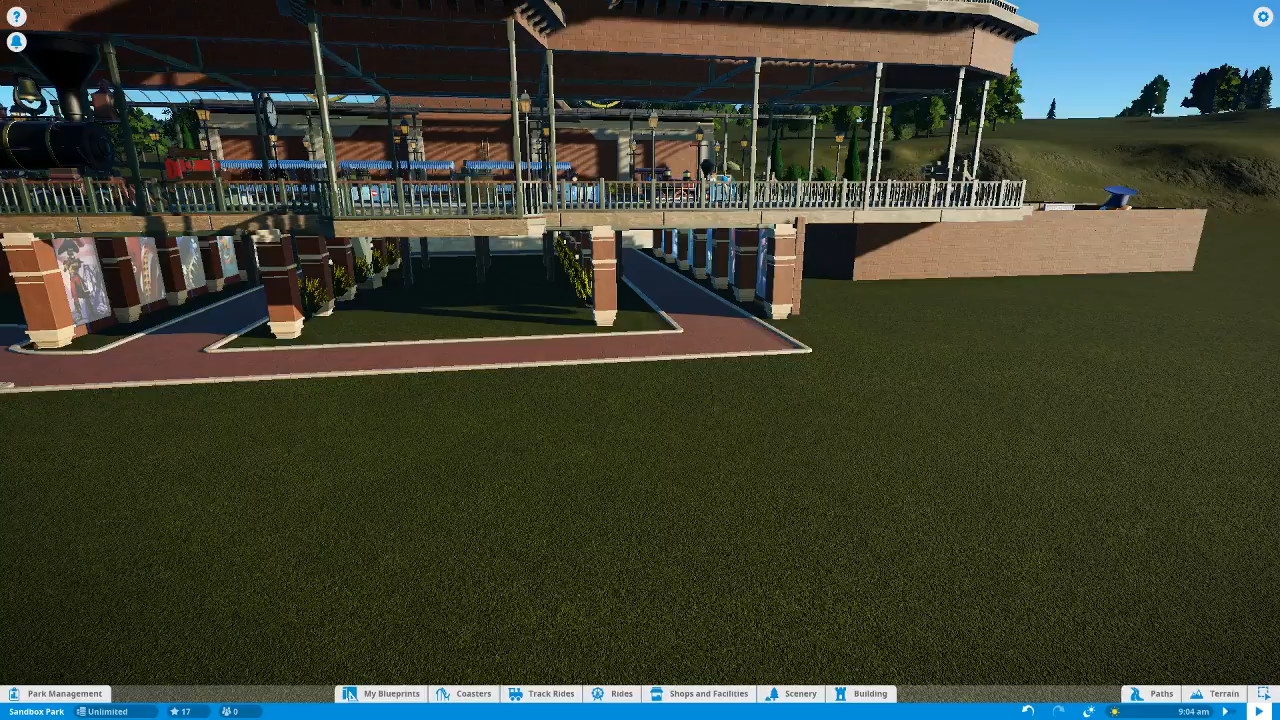 ?
Park Management
My Blueprints
Coasters
Track Rides
Rides
Shops and Facilities
Scenery
Building
Paths
Terrain
Sandbox Park
Unlimited
17
0
9:04 am